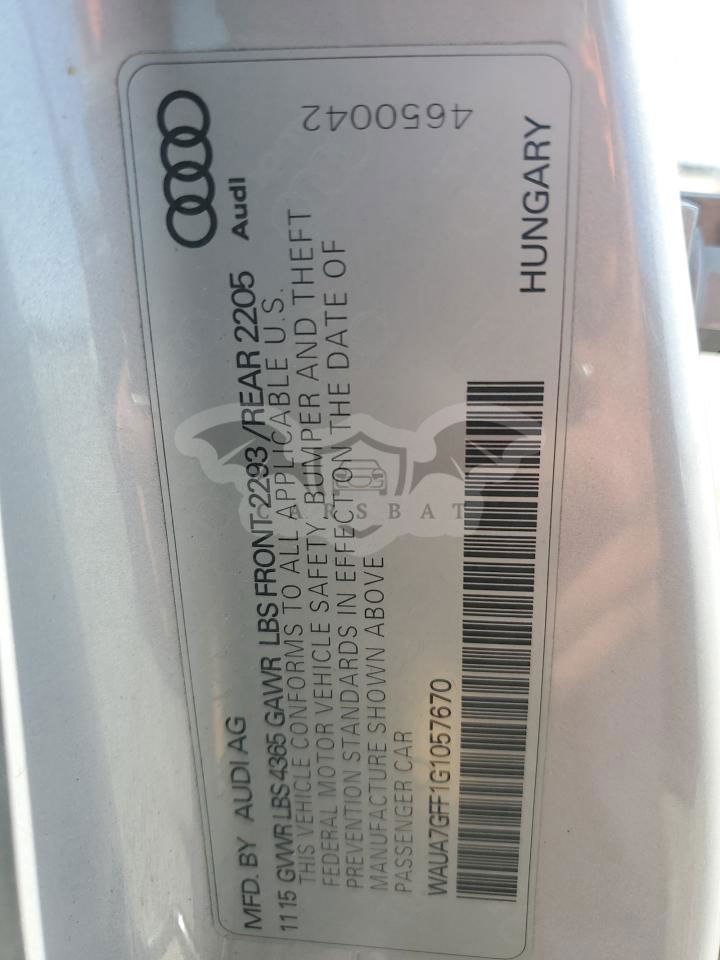 MFD. BY AUDI AG
11 15 GVWR LBS 4365 GAWR LBS FRONT 2293 /REAR 2205
Audi
THIS VEHICLE CONFORMS TO ALL APPLICABLE U.S.
FEDERAL MOTOR VEHICLE SAFETY, BUMPER AND THEFT
PREVENTION STANDARDS IN EFFECT ON THE DATE OF
MANUFACTURE SHOWN ABOVE
PASSENGER CAR
WAUA7GFF1G1057670
HUNGARY
4650042
CARSBAT